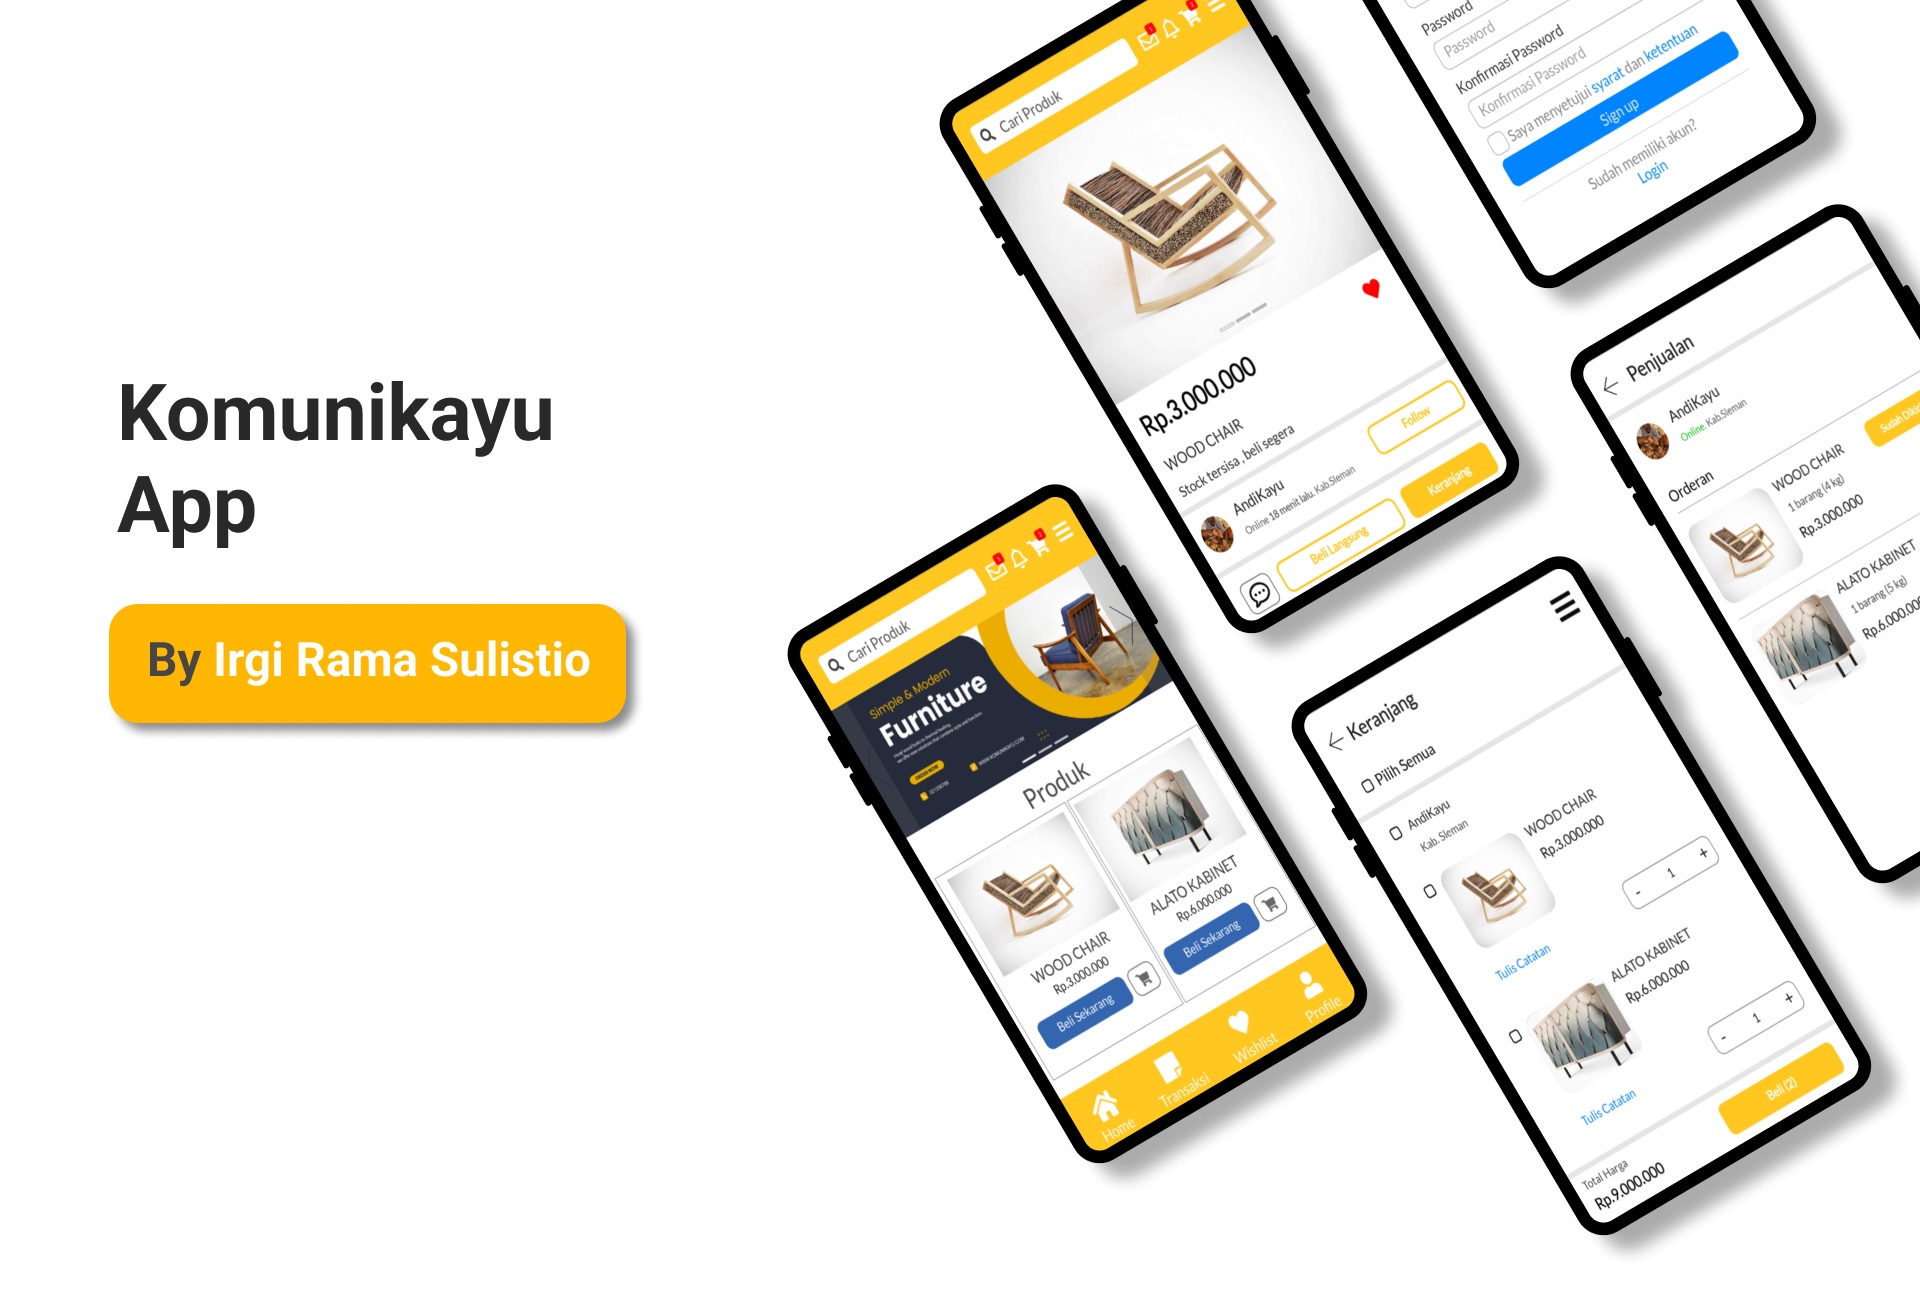 Komunikayu
App
By Irgi Rama Sulistio
Cari Produk
Rp.3.000.000
WOOD CHAIR
Stock tersisa , beli segera
AndiKayu
Online 18 menit lalu. Kab.Sleman
Follow
Beli Langsung
Keranjang
Password
Password
Konfirmasi Password
Konfirmasi Password
Saya menyetujui syarat dan ketentuan
Sign up
Sudah memiliki akun?
Login
Cari Produk
Simple & Modern
Furniture
ORDER NOW
WWW.KOMUNIKAYU.COM
Produk
WOOD CHAIR
Rp.3.000.000
Beli Sekarang
ALATO KABINET
Rp.6.000.000
Beli Sekarang
Home
Transaksi
Wishlist
Profile
Penjualan
AndiKayu
Online. Kab.Sleman
Orderan
Sudah
WOOD CHAIR
1 barang (4 kg)
Rp.3.000.000
ALATO KABINET
1 barang (5 kg)
Rp.6.000.000
Keranjang
Pilih Semua
AndiKayu
Kab. Sleman
WOOD CHAIR
Rp.3.000.000
- 1 +
Tulis Catatan
ALATO KABINET
Rp.6.000.000
- 1 +
Tulis Catatan
Beli (2)
Total Harga
Rp.9.000.000